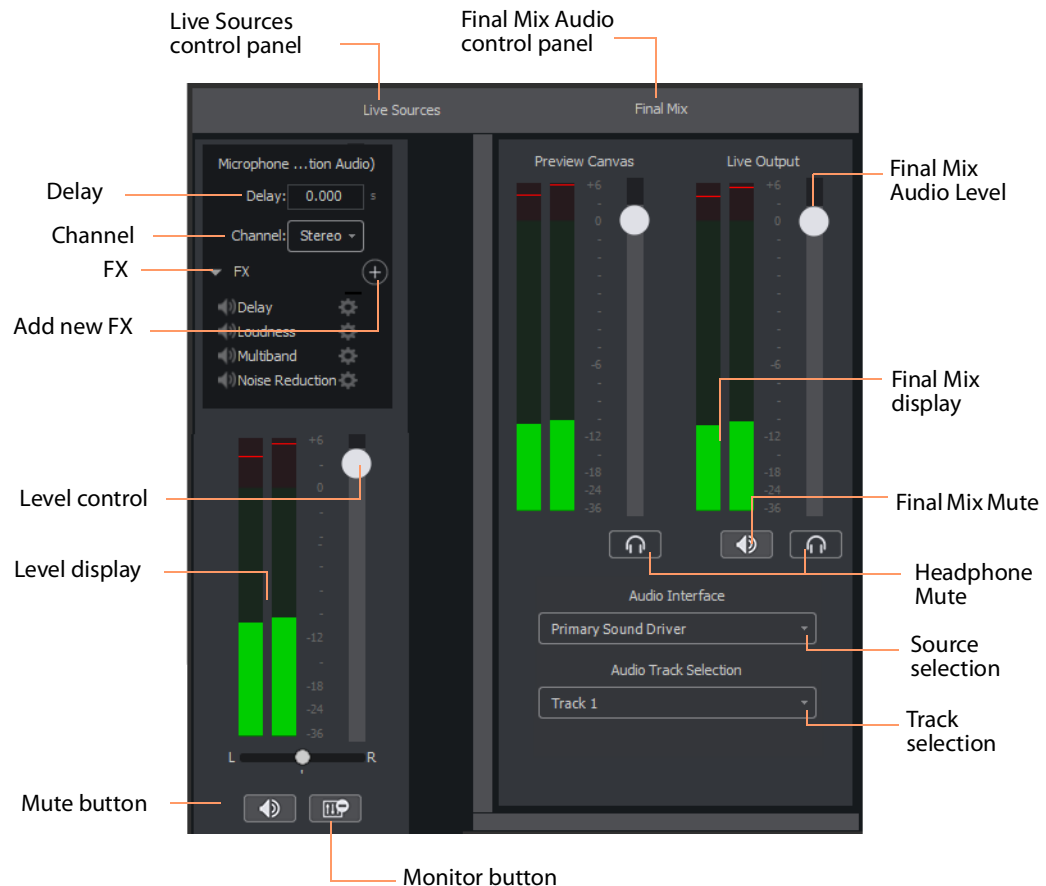 Live Sources
control panel
Final Mix Audio
control panel
Live Sources
Final Mix
Microphone ...tion Audio)
Delay: 0.000 s
Channel: Stereo
FX
Delay
Loudness
Multiband
Noise Reduction
+6
-
0
-
-
-
-
-
-12
-
-18
-24
-36
L
R
Preview Canvas
Live Output
+6
-
0
-
-
-
-
-6
-
-
-12
-
-18
-24
-36
+6
-
0
-
-
-
-
-6
-
-
-12
-
-18
-24
-36
Audio Interface
Primary Sound Driver
Audio Track Selection
Track 1
Delay
Channel
FX
Add new FX
Level control
Level display
Mute button
Monitor button
Final Mix
Audio Level
Final Mix
display
Final Mix Mute
Headphone
Mute
Source
selection
Track
selection